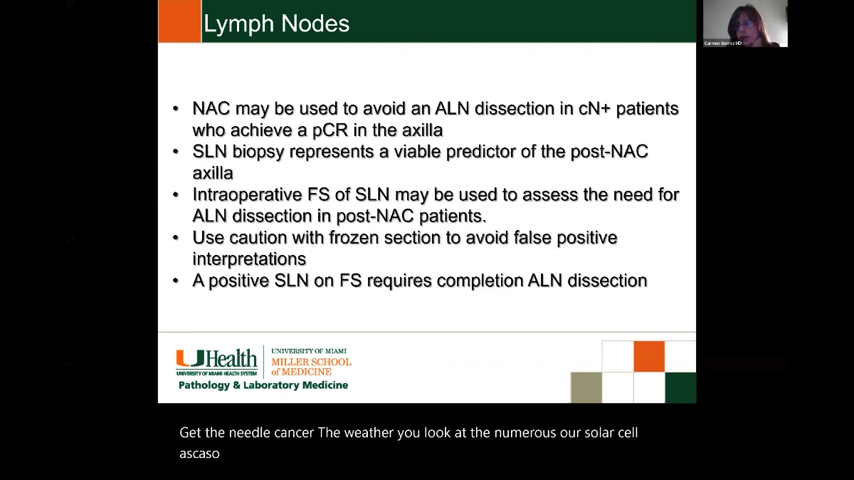 Lymph Nodes
• NAC may be used to avoid an ALN dissection in cN+ patients
who achieve a pCR in the axilla
• SLN biopsy represents a viable predictor of the post-NAC
axilla
• Intraoperative FS of SLN may be used to assess the need for
ALN dissection in post-NAC patients.
• Use caution with frozen section to avoid false positive
interpretations
• A positive SLN on FS requires completion ALN dissection
UHealth
UNIVERSITY OF MIAMI HEALTH SYSTEM
UNIVERSITY OF MIAMI
MILLER SCHOOL
of MEDICINE
Pathology & Laboratory Medicine
Get the needle cancer The weather you look at the numerous our solar cell
ascaso